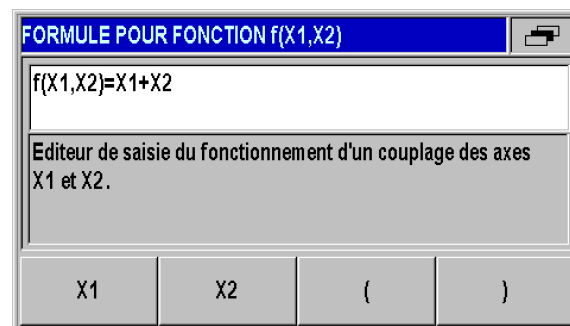 FORMULE POUR FONCTION f(X1,X2)
f(X1,X2)=X1+X2
Editeur de saisie du fonctionnement d'un couplage des axes
X1 et X2.
X1 X2 ( )